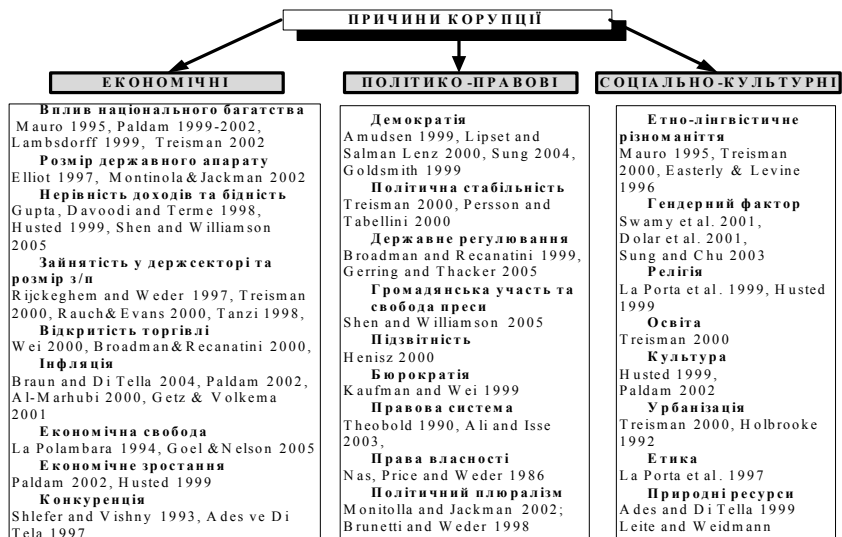 ПРИЧИНИ КОРУПЦІЇ
ЕКОНОМІЧНІ
Вплив національного багатства
Mauro 1995, Paldam 1999-2002,
Lambsdorff 1999, Treisman 2002
Розмір державного апарату
Elliot 1997, Montinola&Jackman 2002
Нерівність доходів та бідність
Gupta, Davoodi and Terme 1998,
Husted 1999, Shen and Williamson
2005
Зайнятість у держсекторі та
розмір з/п
Rijckeghem and Weder 1997, Treisman
2000, Rauch&Evans 2000, Tanzi 1998,
Відкритість торгівлі
Wei 2000, Broadman&Recanatini 2000,
Інфляція
Braun and Di Tella 2004, Paldam 2002,
Al-Marhubi 2000, Getz & Volkema
2001
Економічна свобода
La Polambara 1994, Goel &Nelson 2005
Економічне зростання
Paldam 2002, Husted 1999
Конкуренція
Shlefer and Vishny 1993, Ades ve Di
Tela 1997
ПОЛІТИКО-ПРАВОВІ
Демократія
Amudsen 1999, Lipset and
Salman Lenz 2000, Sung 2004,
Goldsmith 1999
Політична стабільність
Treisman 2000, Persson and
Tabellini 2000
Державне регулювання
Broadman and Recanatini 1999,
Gerring and Thacker 2005
Громадянська участь та
свобода преси
Shen and Williamson 2005
Підзвітність
Henisz 2000
Бюрократія
Kaufman and Wei 1999
Правова система
Theobold 1990, Ali and Isse
2003,
Права власності
Nas, Price and Weder 1986
Політичний плюралізм
Monitolla and Jackman 2002;
Brunetti and Weder 1998
СОЦІАЛЬНО-КУЛЬТУРНІ
Етно-лінгвістичне
різноманіття
Mauro 1995, Treisman
2000, Easterly & Levine
1996
Гендерний фактор
Swamy et al. 2001,
Dolar et al. 2001,
Sung and Chu 2003
Релігія
La Porta et al. 1999, Husted
1999
Освіта
Treisman 2000
Культура
Husted 1999,
Paldam 2002
Урбанізація
Treisman 2000, Holbrooke
1992
Етика
La Porta et al. 1997
Природні ресурси
Ades and Di Tella 1999
Leite and Weidmann